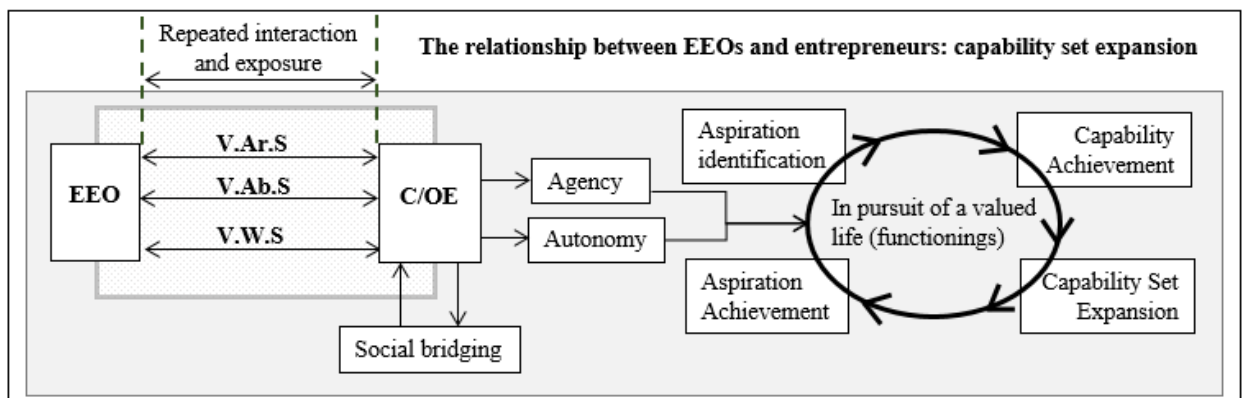 Repeated interaction
and exposure
The relationship between EEOs and entrepreneurs: capability set expansion
EEO
V.Ar.S
V.Ab.S
V.W.S
C/OE
Social bridging
Agency
Autonomy
Aspiration
identification
Capability
Achievement
In pursuit of a valued
life (functionings)
Aspiration
Achievement
Capability Set
Expansion